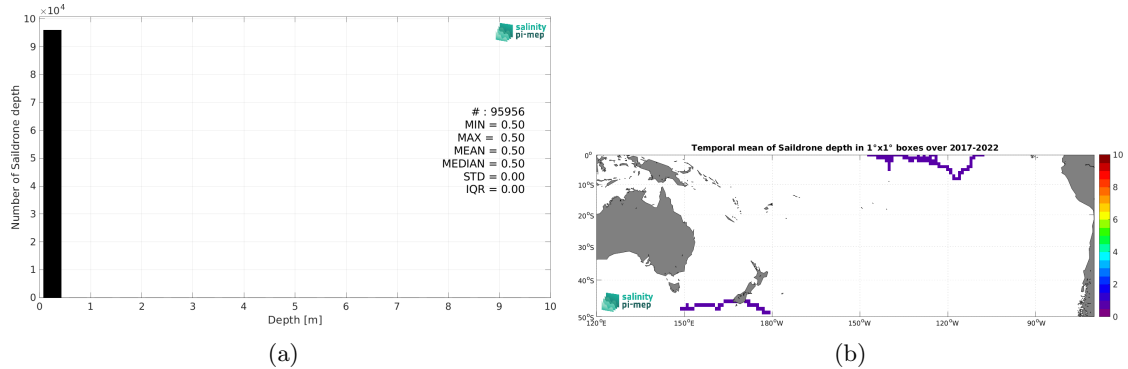 ×10⁴
10
9
8
7
6
5
4
3
2
1
0
Number of Saildrone depth
salinity
pi-mep
# : 95956
MIN = 0.50
MAX = 0.50
MEAN = 0.50
MEDIAN = 0.50
STD = 0.00
IQR = 0.00
1 2 3 4 5 6 7 8 9 10
Depth [m]
(a)
Temporal mean of Saildrone depth in 1°x1° boxes over 2017-2022
0°
10°S
20°S
30°S
40°S
50°S
120°E 150°E 180°W 150°W 120°W 90°W
salinity
pi-mep
10
8
6
4
2
0
(b)